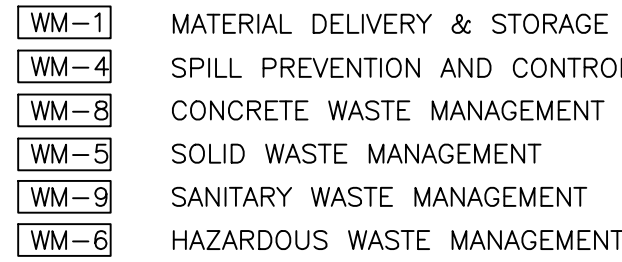 WM-1 MATERIAL DELIVERY & STORAGE
WM-4 SPILL PREVENTION AND CONTROL
WM-8 CONCRETE WASTE MANAGEMENT
WM-5 SOLID WASTE MANAGEMENT
WM-9 SANITARY WASTE MANAGEMENT
WM-6 HAZARDOUS WASTE MANAGEMENT